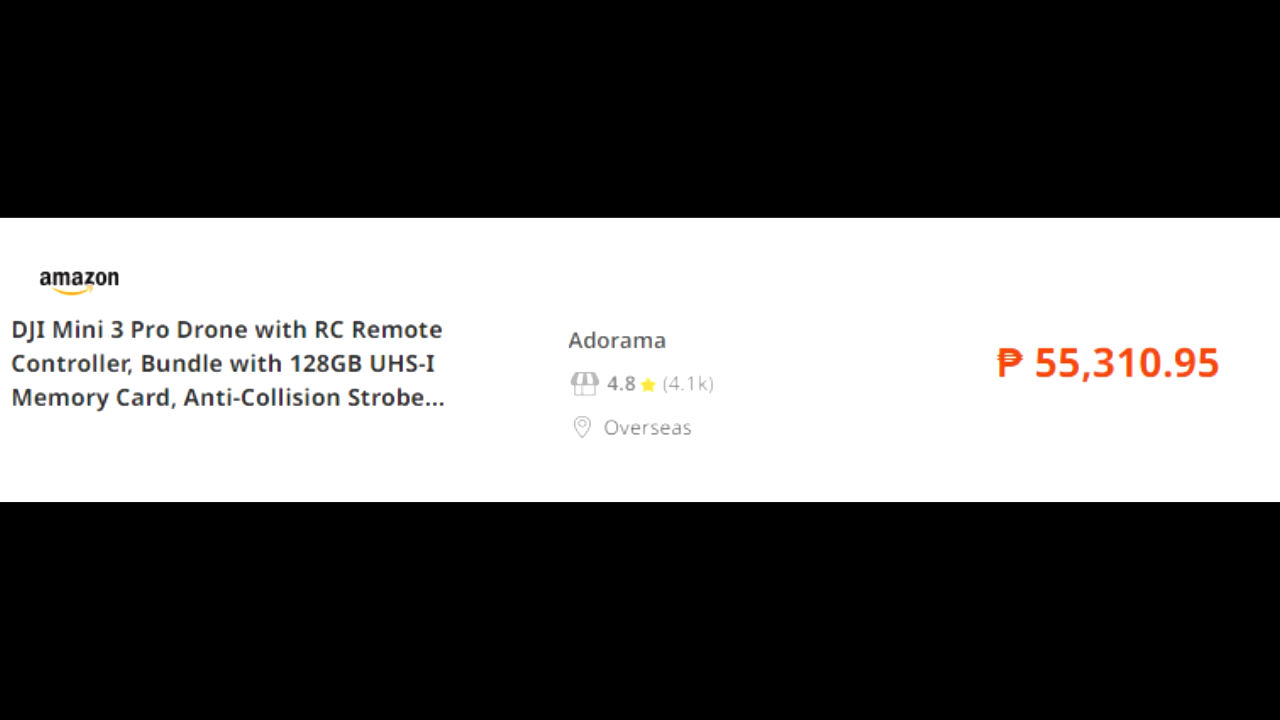 amazon
DJI Mini 3 Pro Drone with RC Remote
Controller, Bundle with 128GB UHS-I
Memory Card, Anti-Collision Strobe...
Adorama
4.8 (4.1k)
Overseas
₱ 55,310.95